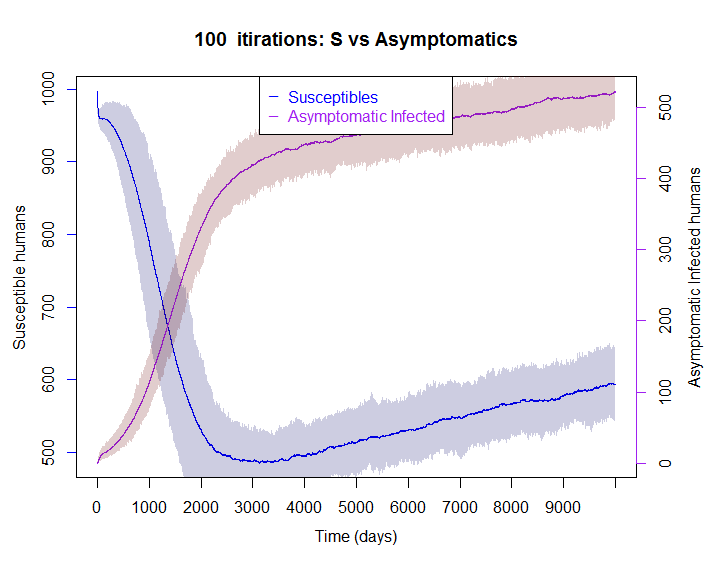 100 itirations: S vs Asymptomatics
Susceptibles
Asymptomatic Infected
Susceptible humans
500 600 700 800 900 1000
Asymptomatic Infected humans
0 100 200 300 400 500
0 1000 2000 3000 4000 5000 6000 7000 8000 9000
Time (days)